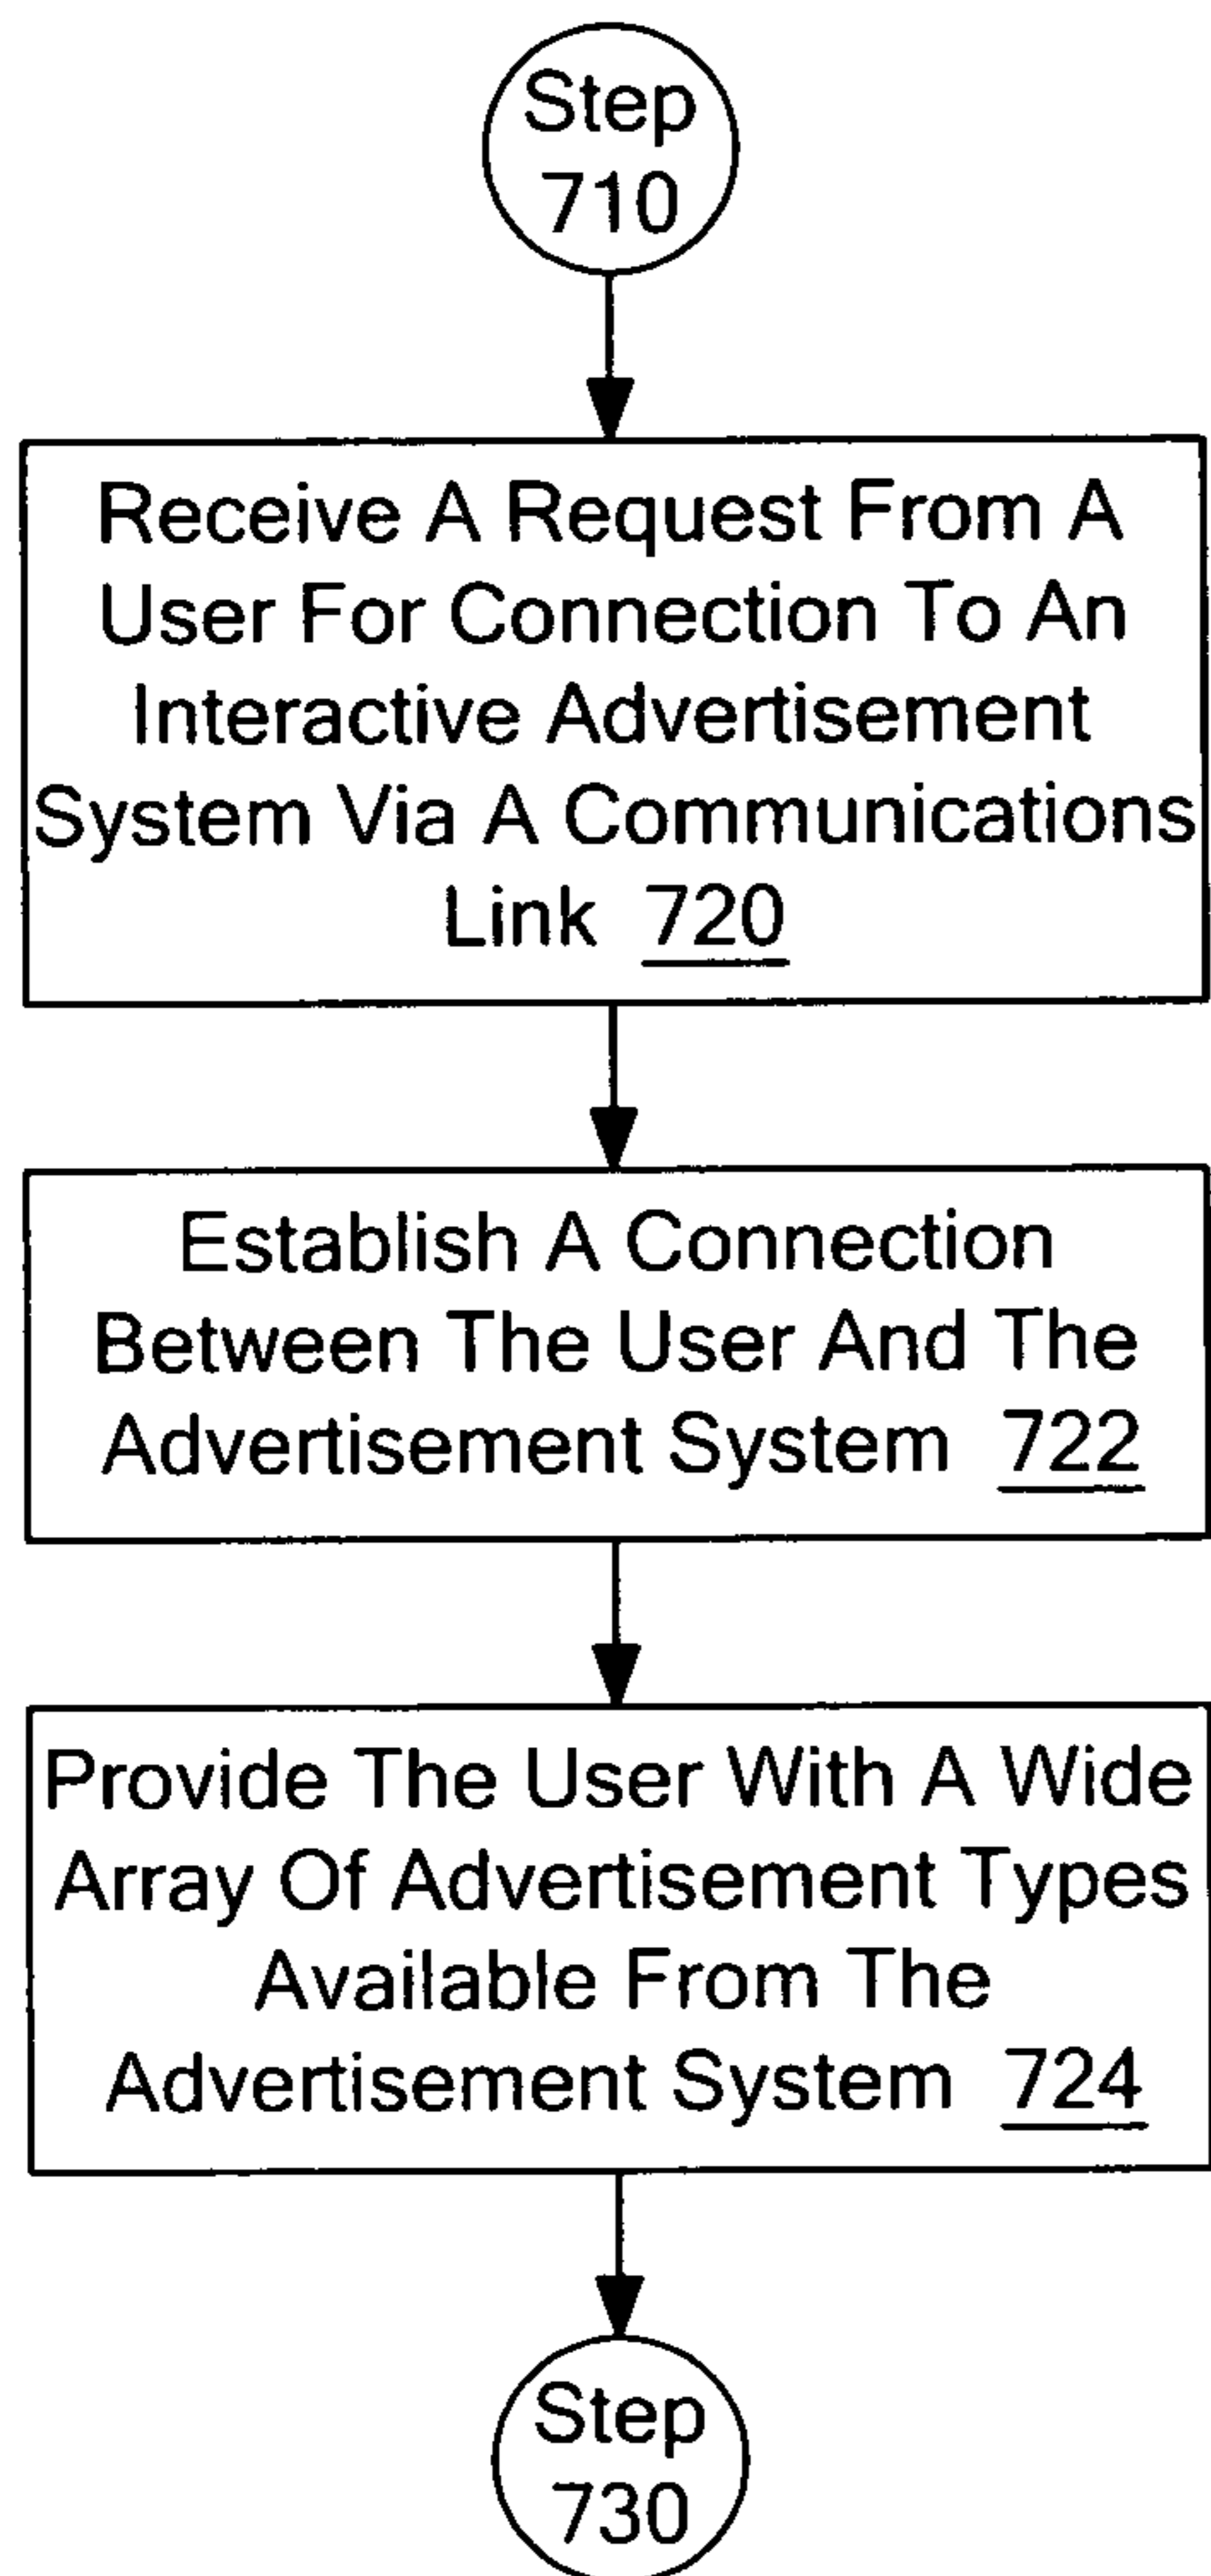 Step
710
Receive A Request From A
User For Connection To An
Interactive Advertisement
System Via A Communications
Link 720
Establish A Connection
Between The User And The
Advertisement System 722
Provide The User With A Wide
Array Of Advertisement Types
Available From The
Advertisement System 724
Step
730